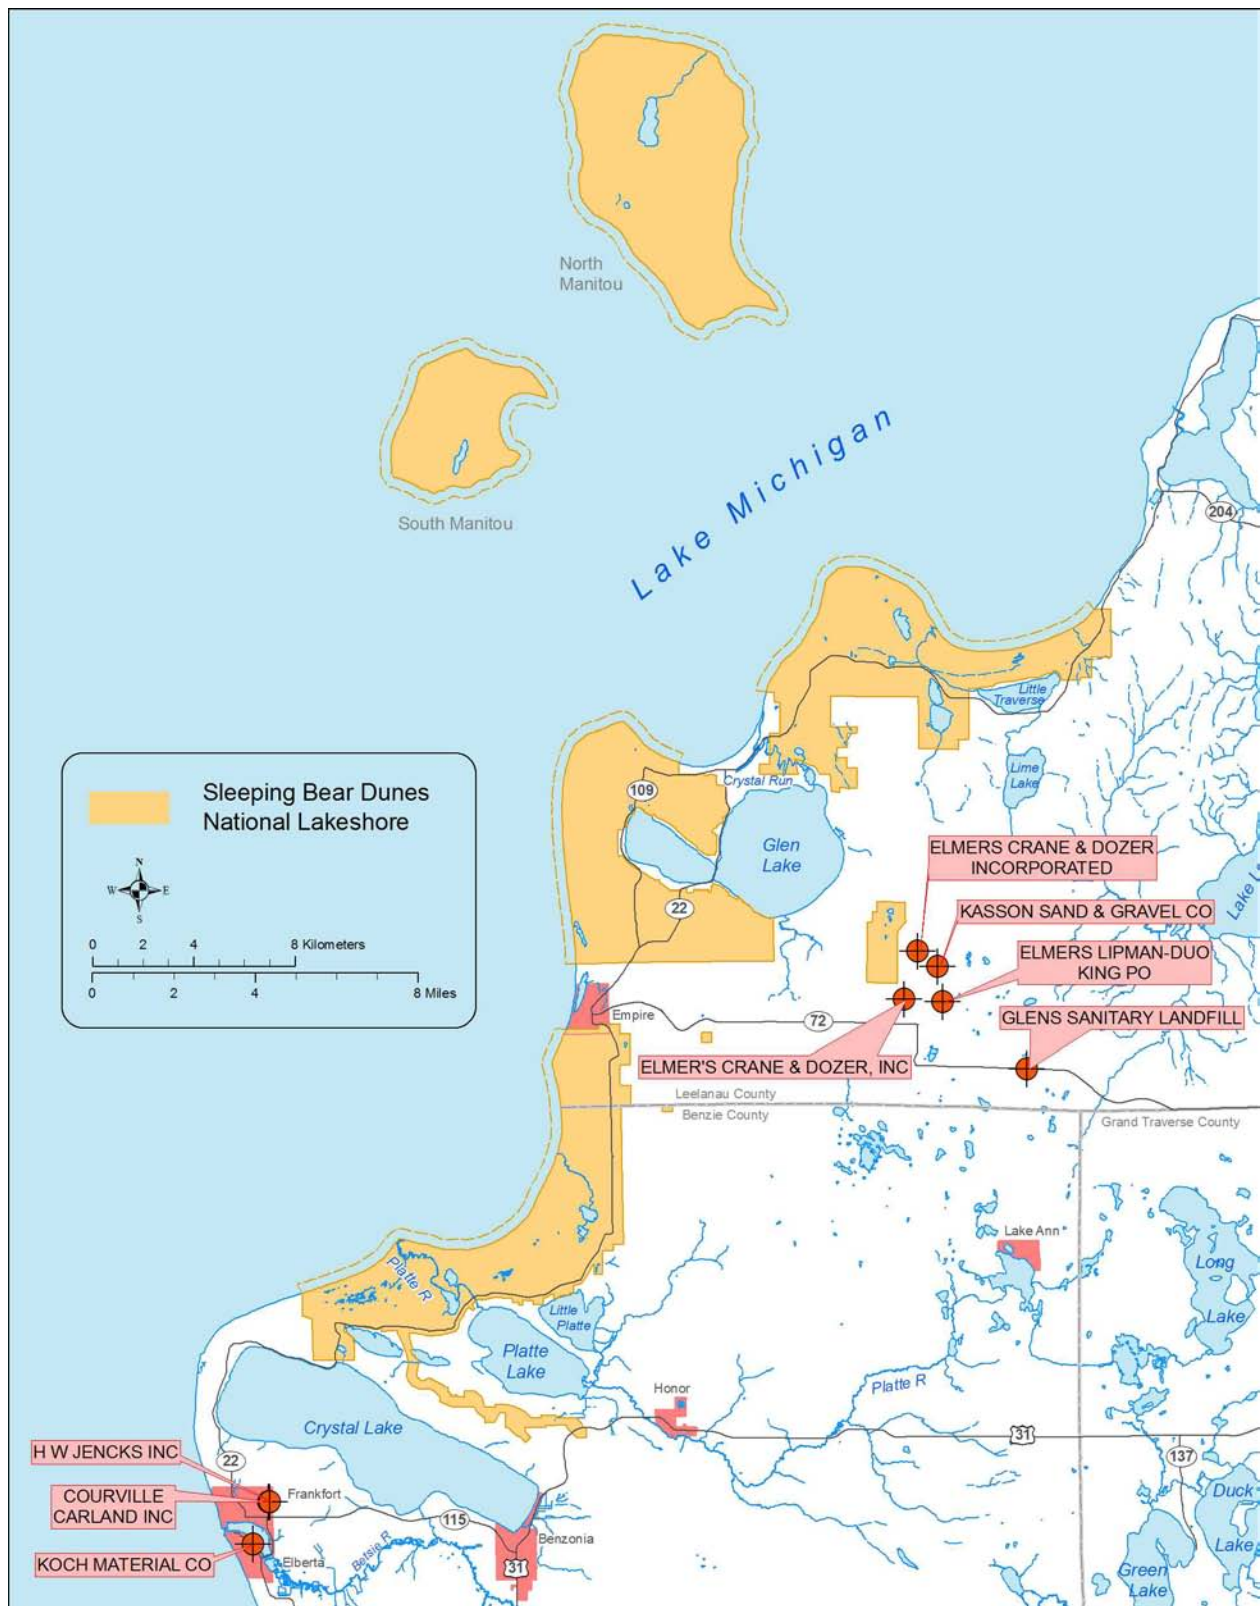 North
Manitou
South Manitou
Lake Michigan
204
Little
Traverse
Lime
Lake
Crystal Run
109
Glen
Lake
22
Sleeping Bear Dunes
National Lakeshore
N
W E
S
0 2 4 8 Kilometers
0 2 4 8 Miles
ELMERS CRANE & DOZER
INCORPORATED
KASSON SAND & GRAVEL CO
ELMERS LIPMAN-DUO
KING PO
GLENS SANITARY LANDFILL
ELMER'S CRANE & DOZER, INC
Lake
Empire
72
Leelanau County
Benzie County
Grand Traverse County
Lake Ann
Long
Lake
Platte R
Little
Platte
Platte
Lake
Honor
Platte R
31
137
Crystal Lake
22
H W JENCKS INC
COURVILLE
CARLAND INC
KOCH MATERIAL CO
Frankfort
115
Elberta
Betsie R
Benzonia
31
Duck
Lake
Green
Lake